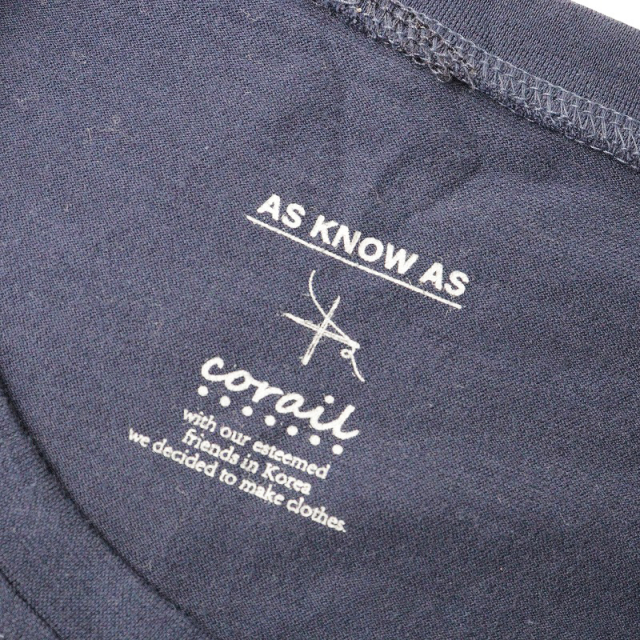 AS KNOW AS
corail
with our esteemed
friends in Korea
we decided to make clothes.